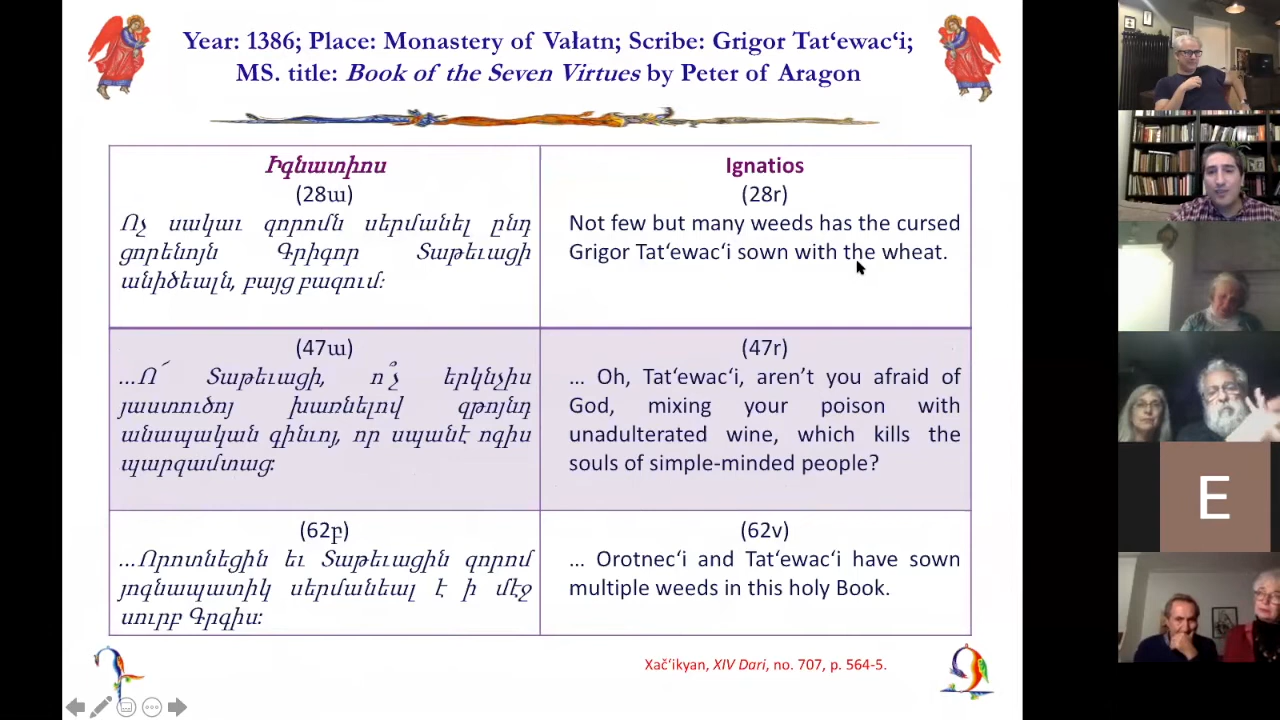 Year: 1386; Place: Monastery of Vałatn; Scribe: Grigor Tat‘ewac‘i;
MS. title: Book of the Seven Virtues by Peter of Aragon
Իգնատիոս
(28ա)
Ոչ սակաւ զորոմն սերմանել ընդ
ցորենոյն Գրիգոր Տաթեւացի
անիծեալն, բայց բազում:
Ignatios
(28r)
Not few but many weeds has the cursed
Grigor Tat‘ewac‘i sown with the wheat.
(47ա)
...Ո՜ Տաթեւացի, ո՞չ երկնչիս
յաստուծոյ խառնելով զթոյնդ
անապական գինւոյ, որ սպանէ ոգիս
պարզամտաց:
(47r)
... Oh, Tat‘ewac‘i, aren’t you afraid of
God, mixing your poison with
unadulterated wine, which kills the
souls of simple-minded people?
(62բ)
...Որոտնեցին եւ Տաթեւացին զորոմ
յոգնապատիկ սերմանեալ է ի մէջ
սուրբ Գրգիս:
(62v)
... Orotnec‘i and Tat‘ewac‘i have sown
multiple weeds in this holy Book.
Xač‘ikyan, XIV Dari, no. 707, p. 564-5.
E